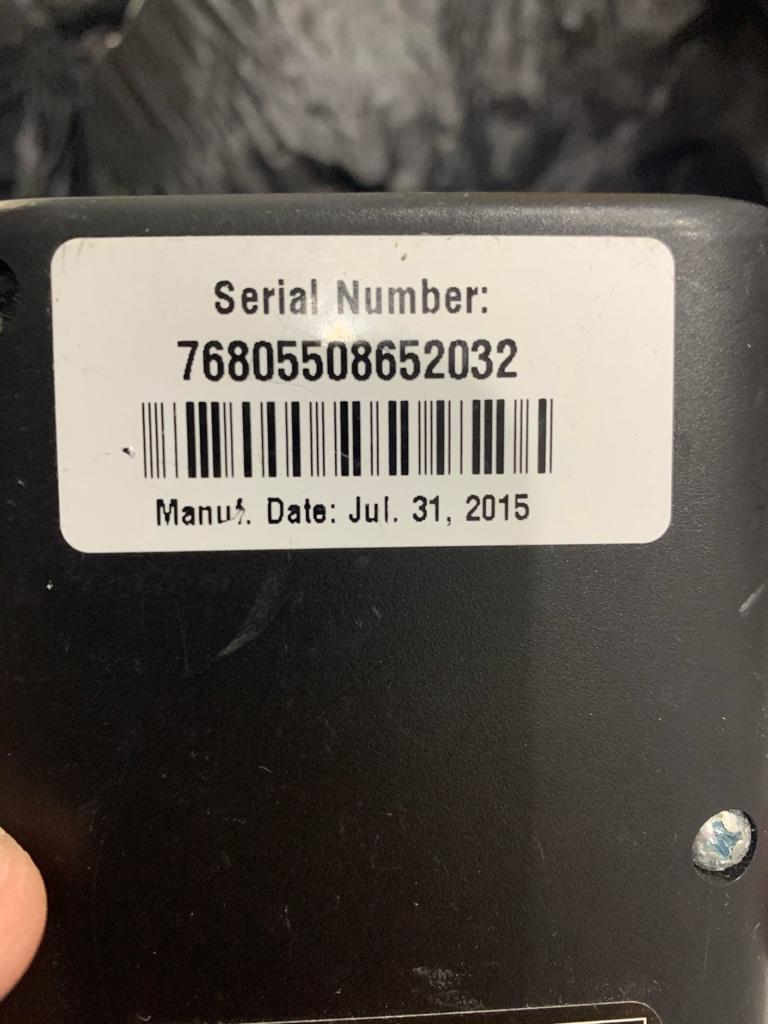 Serial Number:
76805508652032
Manuf. Date: Jul. 31, 2015